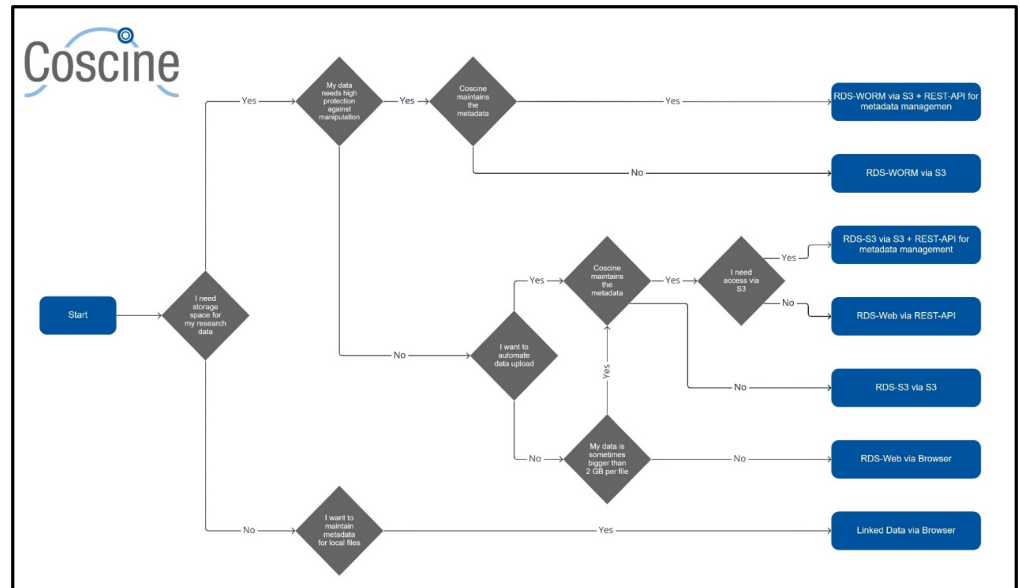 Coscine
My data
needs high
protection
against
manipulation
Coscine
maintains
the
metadata
RDS-WORM via S3 + REST-API for
metadata managemen
Yes
Yes
Yes
No
RDS-WORM via S3
RDS-S3 via S3 + REST-API for
metadata management
Coscine
maintains
the
metadata
I need
access via
S3
Yes
Yes
Yes
No
Start
I need
storage
space for
my research
data
RDS-Web via REST-API
I want to
automate
data upload
No
Yes
No
RDS-S3 via S3
My data is
sometimes
bigger than
2 GB per file
No
No
RDS-Web via Browser
I want to
maintain
metadata
for local files
No
Yes
Linked Data via Browser